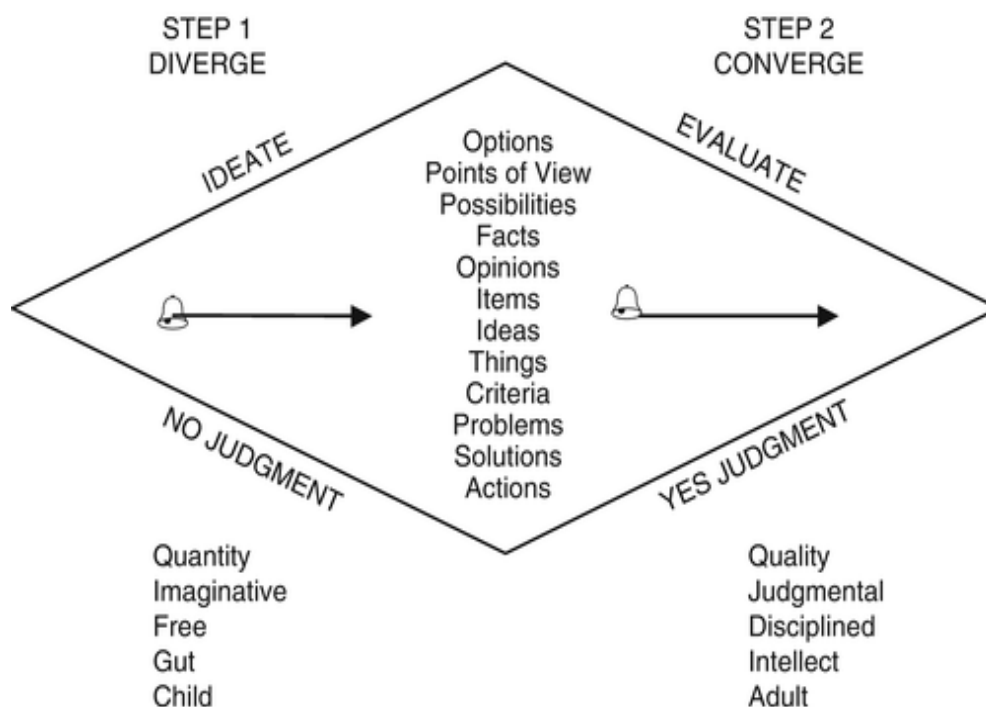 STEP 1
DIVERGE
STEP 2
CONVERGE
IDEATE
EVALUATE
Options
Points of View
Possibilities
Facts
Opinions
Items
Ideas
Things
Criteria
Problems
Solutions
Actions
NO JUDGMENT
YES JUDGMENT
Quantity
Imaginative
Free
Gut
Child
Quality
Judgmental
Disciplined
Intellect
Adult